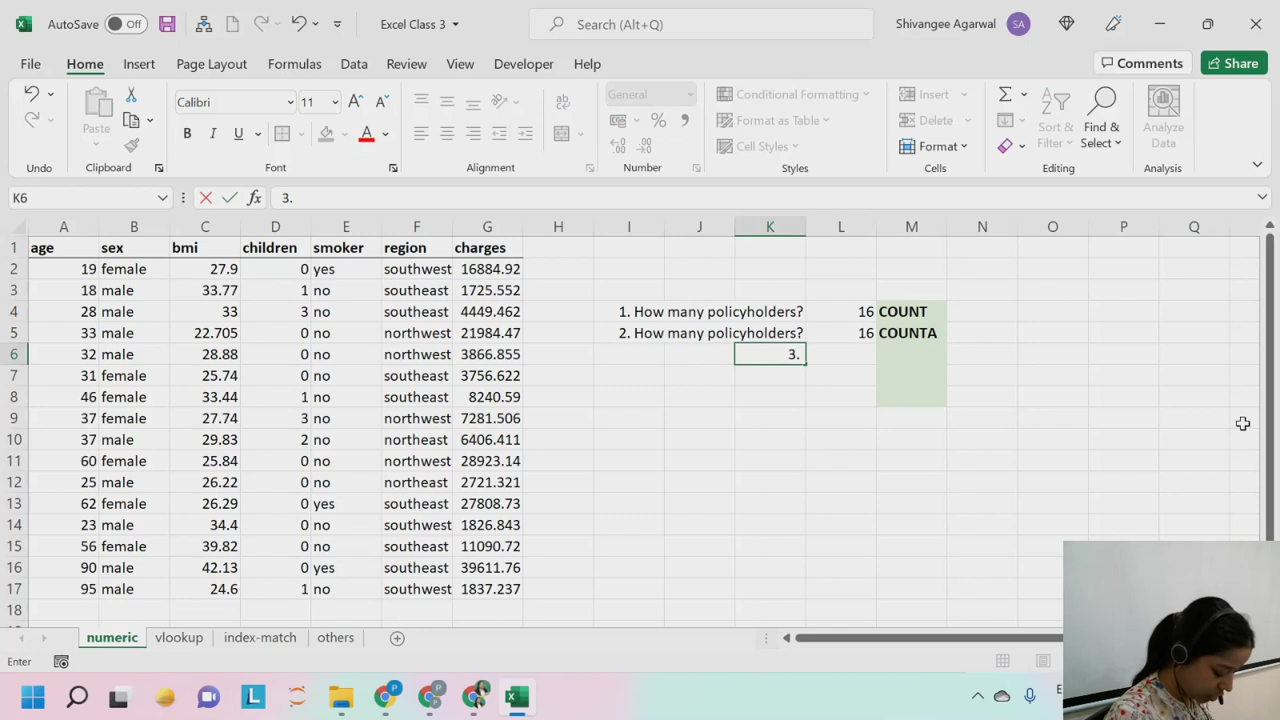 AutoSave Off Excel Class 3 Search (Alt+Q) Shivangee Agarwal SA
File Home Insert Page Layout Formulas Data Review View Developer Help Comments Share
Paste Calibri 11 General Conditional Formatting Insert Sort & Filter Find & Select Analyze Data
B I U A Format as Table Delete
Cell Styles Format
Undo Clipboard Font Alignment Number Styles Cells Editing Analysis
K6 fx 3.
A B C D E F G H I J K L M N O P Q
1 age sex bmi children smoker region charges
2 19 female 27.9 0 yes southwest 16884.92
3 18 male 33.77 1 no southeast 1725.552
4 28 male 33 3 no southeast 4449.462 1. How many policyholders? 16 COUNT
5 33 male 22.705 0 no northwest 21984.47 2. How many policyholders? 16 COUNTA
6 32 male 28.88 0 no northwest 3866.855 3.
7 31 female 25.74 0 no southeast 3756.622
8 46 female 33.44 1 no southeast 8240.59
9 37 female 27.74 3 no northwest 7281.506
10 37 male 29.83 2 no northeast 6406.411
11 60 female 25.84 0 no northwest 28923.14
12 25 male 26.22 0 no northeast 2721.321
13 62 female 26.29 0 yes southeast 27808.73
14 23 male 34.4 0 no southwest 1826.843
15 56 female 39.82 0 no southeast 11090.72
16 90 male 42.13 0 yes southeast 39611.76
17 95 male 24.6 1 no southwest 1837.237
18
numeric vlookup index-match others
Enter